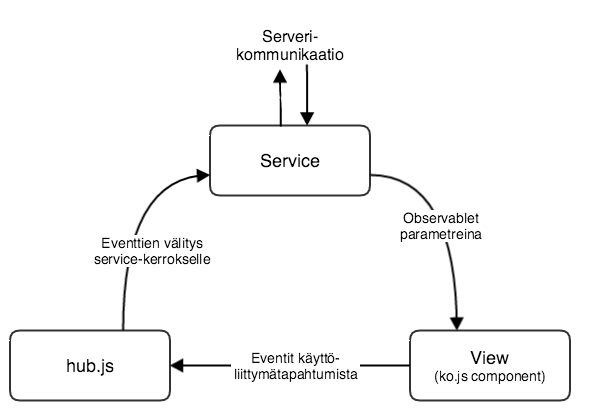 Serveri-
kommunikaatio
Service
Observablet
parametreina
Eventtien välitys
service-kerrokselle
hub.js
Eventit käyttö-
liittymätapahtumista
View
(ko.js component)